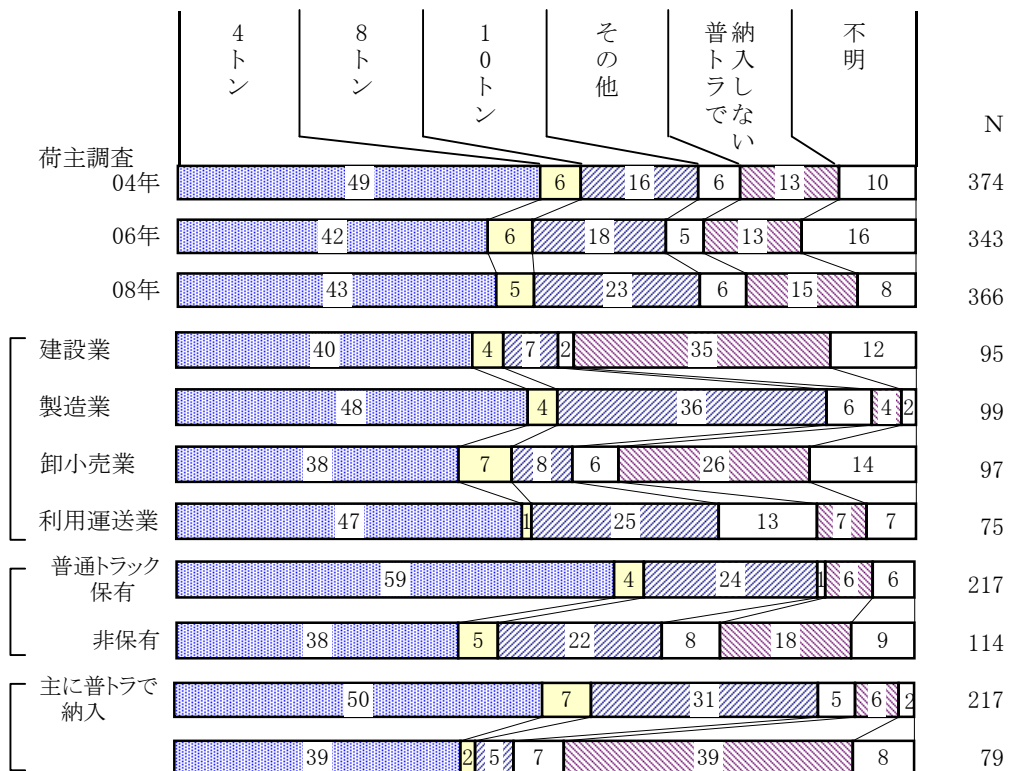 4トン
8トン
10トン
その他
普トラで
納入しない
不明
N
荷主調査
04年 49 6 16 6 13 10 374
06年 42 6 18 5 13 16 343
08年 43 5 23 6 15 8 366
建設業 40 4 7 2 35 12 95
製造業 48 4 36 6 4 2 99
卸小売業 38 7 8 6 26 14 97
利用運送業 47 1 25 13 7 7 75
普通トラック
保有 59 4 24 1 6 6 217
非保有 38 5 22 8 18 9 114
主に普トラで
納入 50 7 31 5 6 2 217
39 2 5 7 39 8 79